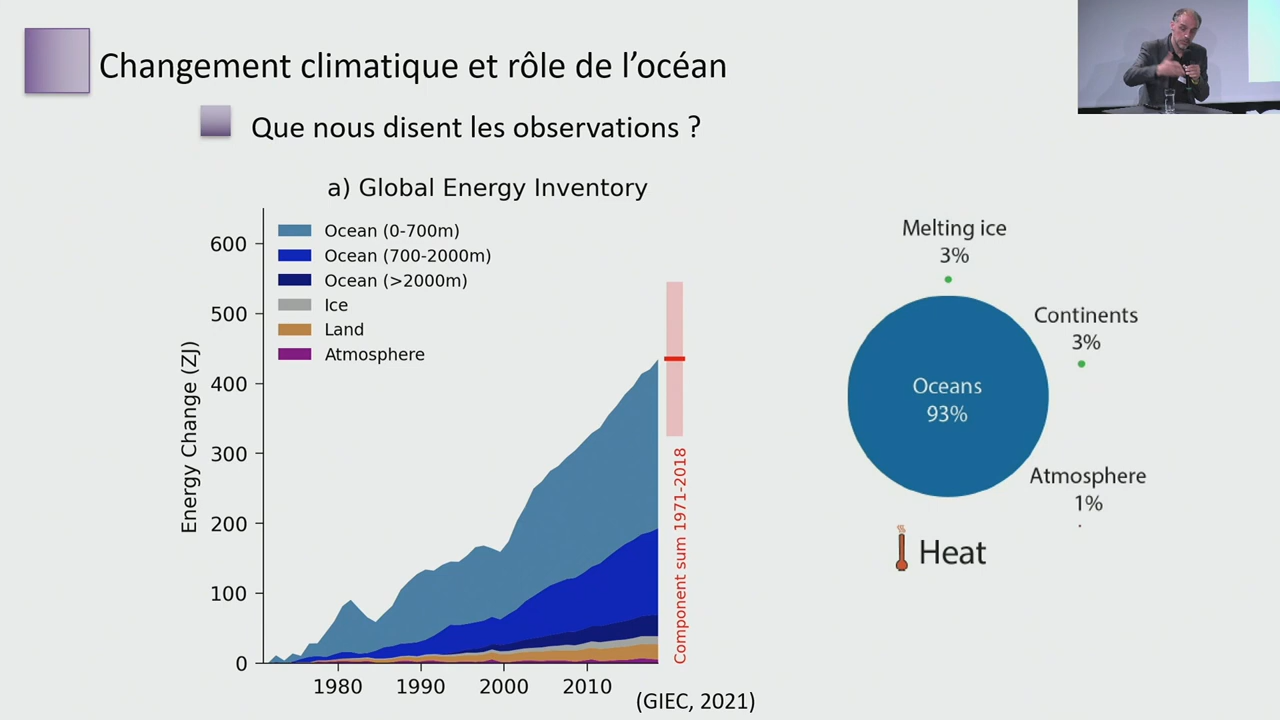 Changement climatique et rôle de l’océan
Que nous disent les observations ?
a) Global Energy Inventory
Ocean (0-700m)
Ocean (700-2000m)
Ocean (>2000m)
Ice
Land
Atmosphere
Energy Change (ZJ)
600
500
400
300
200
100
0
1980
1990
2000
2010
Component sum 1971-2018
(GIEC, 2021)
Melting ice
3%
Continents
3%
Oceans
93%
Atmosphere
1%
Heat